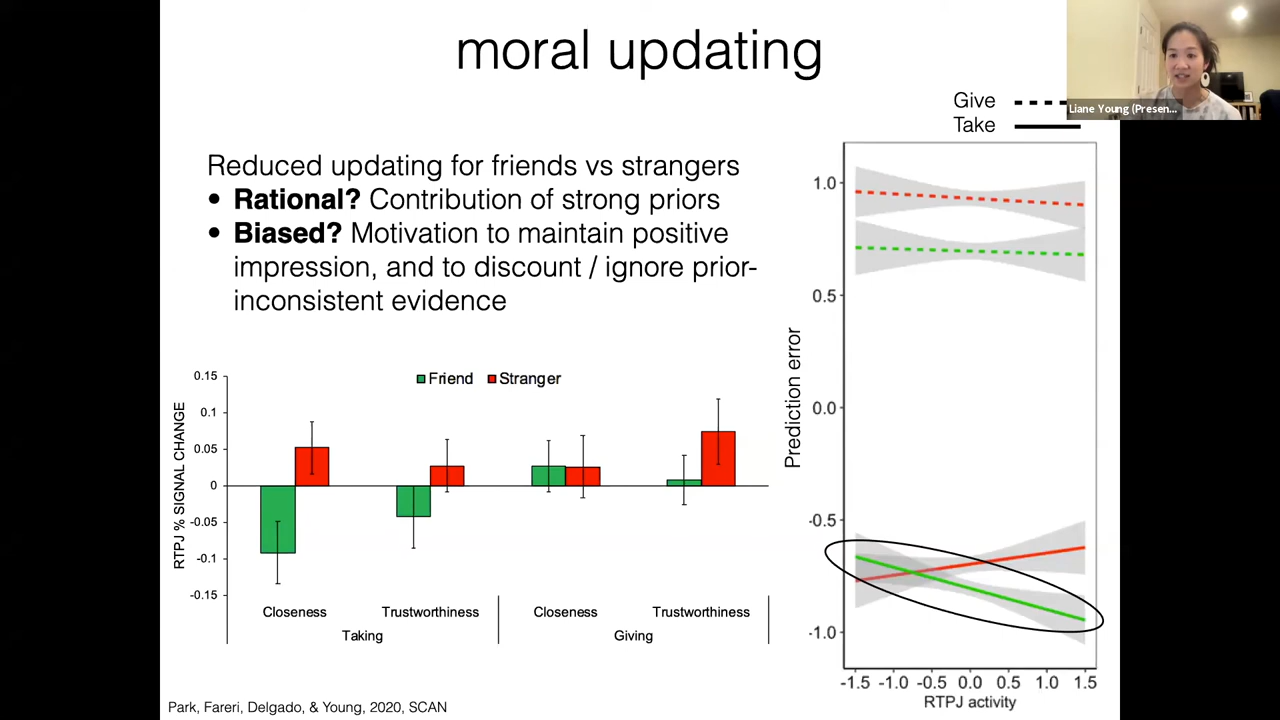 moral updating
Give
Take
Liane Young (Presen...
Reduced updating for friends vs strangers
• Rational? Contribution of strong priors
• Biased? Motivation to maintain positive
impression, and to discount / ignore prior-
inconsistent evidence
Friend Stranger
RTPJ % SIGNAL CHANGE
0.15
0.1
0.05
0
-0.05
-0.1
-0.15
Closeness Trustworthiness Closeness Trustworthiness
Taking Giving
Prediction error
1.0
0.5
0.0
-0.5
-1.0
-1.5 -1.0 -0.5 0.0 0.5 1.0 1.5
RTPJ activity
Park, Fareri, Delgado, & Young, 2020, SCAN